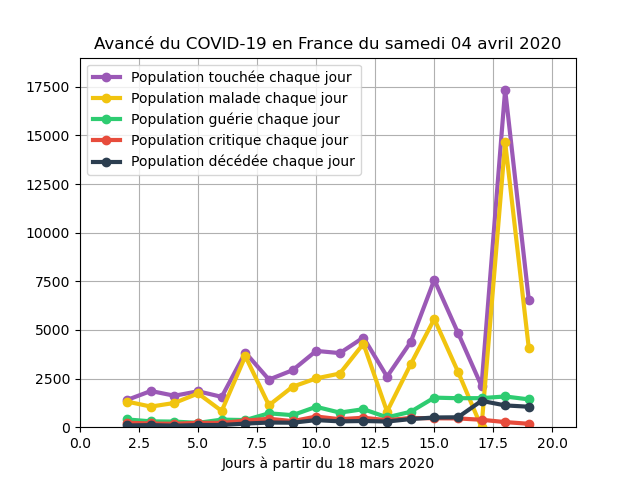 Avancé du COVID-19 en France du samedi 04 avril 2020
Population touchée chaque jour
Population malade chaque jour
Population guérie chaque jour
Population critique chaque jour
Population décédée chaque jour
17500
15000
12500
10000
7500
5000
2500
0
0.0 2.5 5.0 7.5 10.0 12.5 15.0 17.5 20.0
Jours à partir du 18 mars 2020